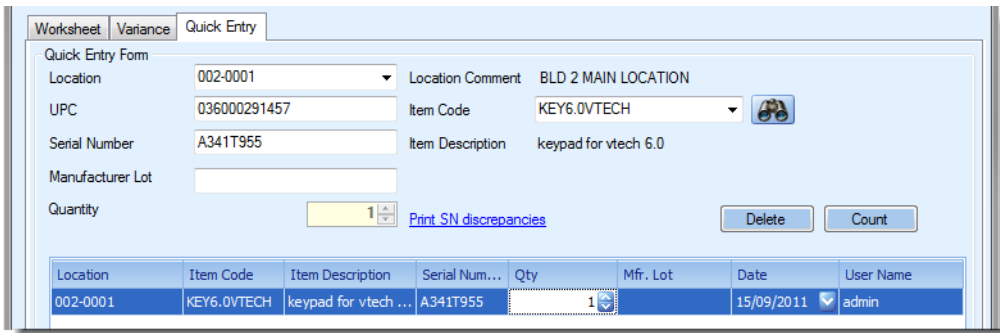 Worksheet Variance Quick Entry
Quick Entry Form
Location 002-0001 Location Comment BLD 2 MAIN LOCATION
UPC 036000291457 Item Code KEY6.0VTECH
Serial Number A341T955 Item Description keypad for vtech 6.0
Manufacturer Lot
Quantity 1 Print SN discrepancies Delete Count
Location Item Code Item Description Serial Num... Qty Mfr. Lot Date User Name
002-0001 KEY6.0VTECH keypad for vtech ... A341T955 1 15/09/2011 admin